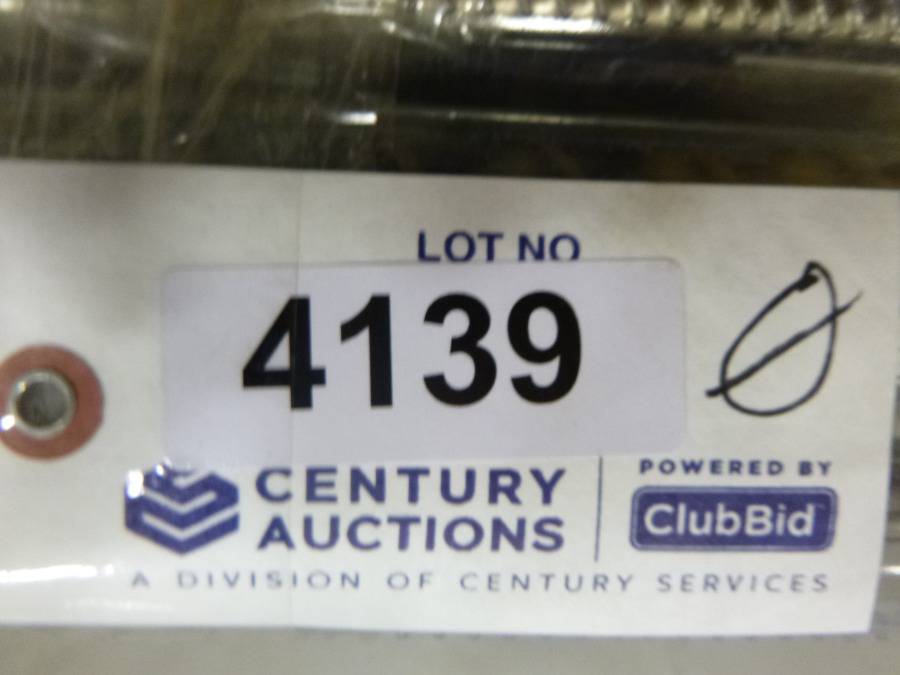 LOT NO
4139
Ø
CENTURY
AUCTIONS
POWERED BY
ClubBid
A DIVISION OF CENTURY SERVICES